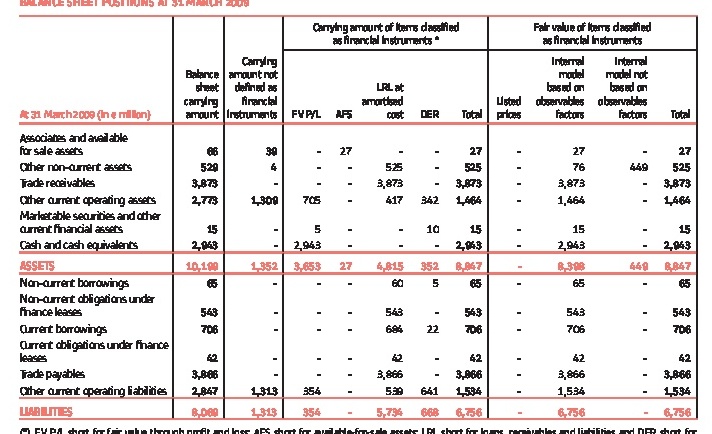 BALANCE SHEET POSITIONS AT 31 MARCH 2009
Carrying amount of items classified as financial instruments *
Fair value of items classified as financial instruments
At 31 March 2009 (in € million) Balance sheet carrying amount Carrying amount not defined as financial instruments FV P/L AFS LRL at amortised cost DER Total Listed prices Internal model based on observables factors Internal model not based on observables factors Total
Associates and available
for sale assets 66 39 - 27 - - 27 - 27 - 27
Other non-current assets 529 4 - - 525 - 525 - 76 449 525
Trade receivables 3,873 - - - 3,873 - 3,873 - 3,873 - 3,873
Other current operating assets 2,773 1,309 705 - 417 342 1,464 - 1,464 - 1,464
Marketable securities and other
current financial assets 15 - 5 - - 10 15 - 15 - 15
Cash and cash equivalents 2,943 - 2,943 - - - 2,943 - 2,943 - 2,943
ASSETS 10,199 1,352 3,653 27 4,815 352 8,847 - 8,398 449 8,847
Non-current borrowings 65 - - - 60 5 65 - 65 - 65
Non-current obligations under
finance leases 543 - - - 543 - 543 - 543 - 543
Current borrowings 706 - - - 684 22 706 - 706 - 706
Current obligations under finance
leases 42 - - - 42 - 42 - 42 - 42
Trade payables 3,866 - - - 3,866 - 3,866 - 3,866 - 3,866
Other current operating liabilities 2,847 1,313 354 - 539 641 1,534 - 1,534 - 1,534
LIABILITIES 8,069 1,313 354 - 5,734 668 6,756 - 6,756 - 6,756
(*) FV P/L short for fair value through profit and loss; AFS short for available-for-sale assets; LRL short for loans, receivables and liabilities and DER short for